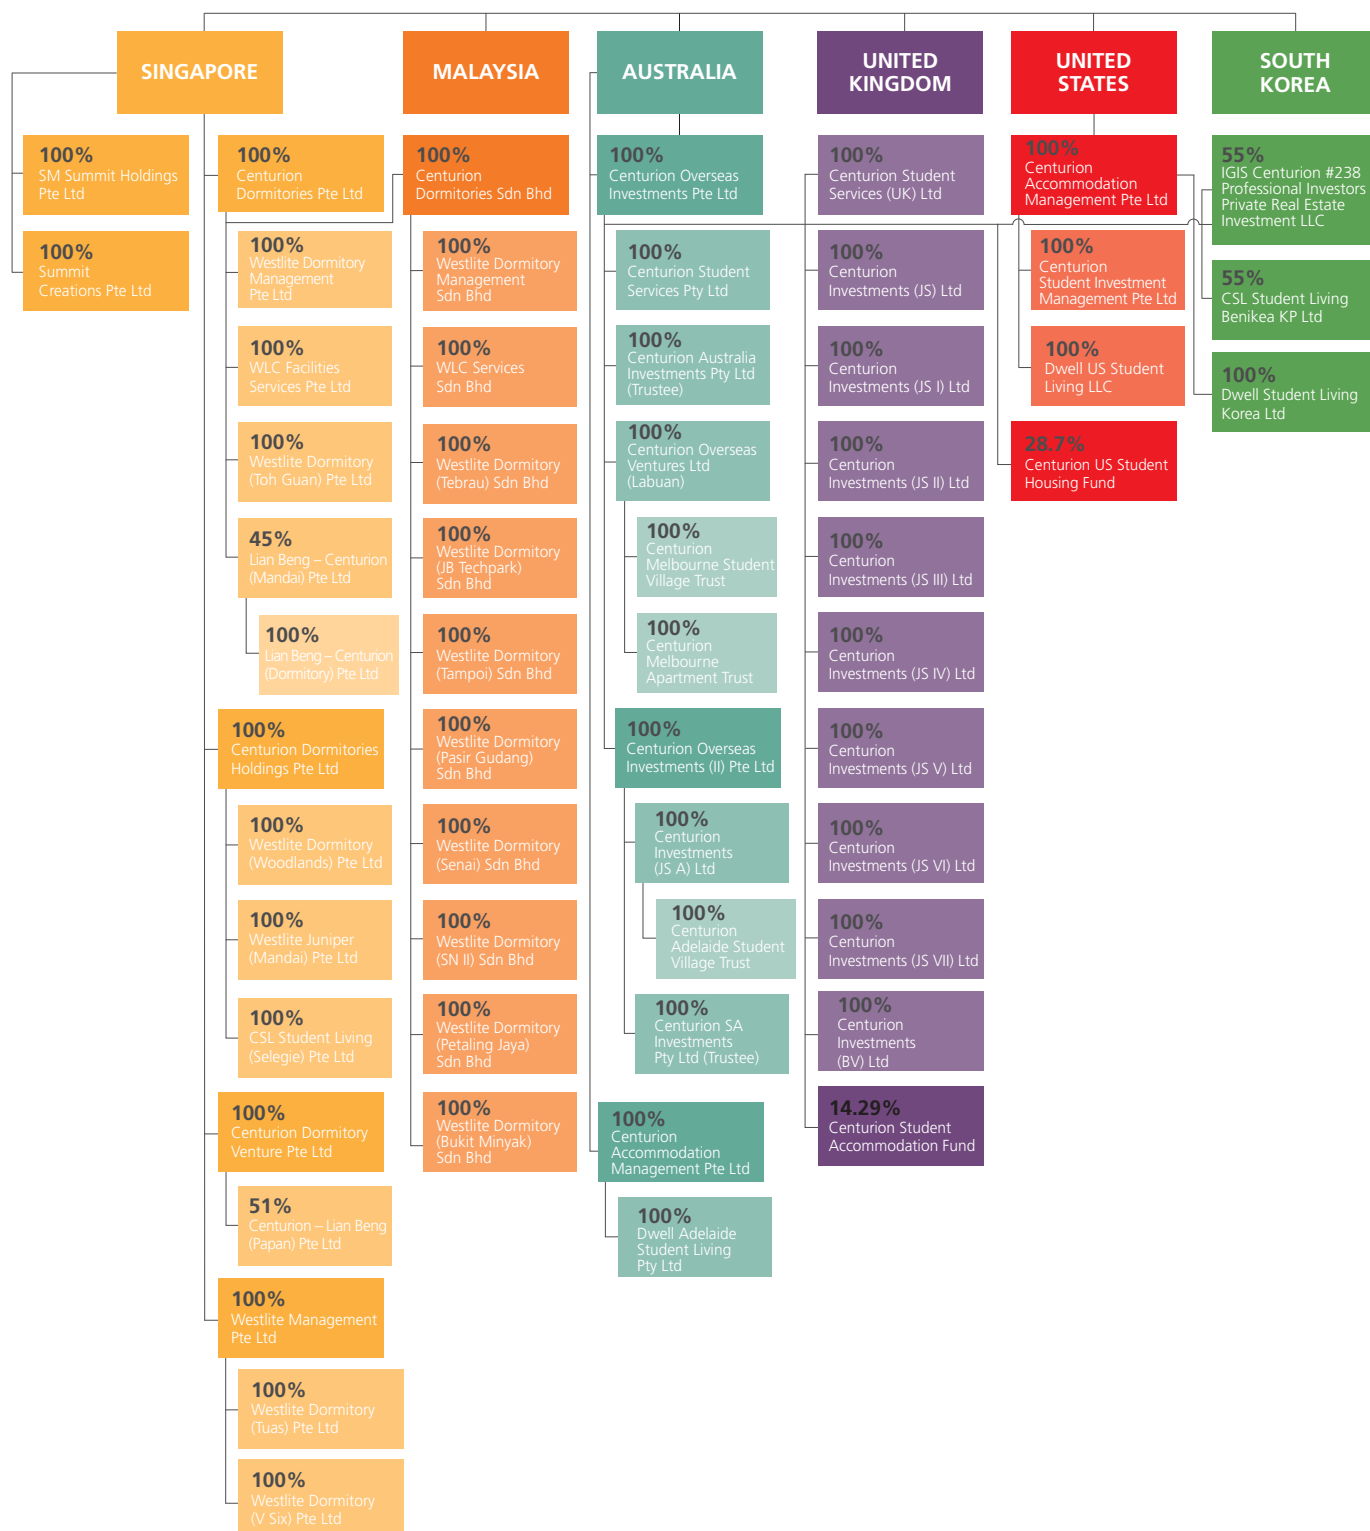 SINGAPORE
100%
SM Summit Holdings
Pte Ltd
100%
Summit
Creations Pte Ltd
100%
Centurion
Dormitories Pte Ltd
100%
Westlite Dormitory
Management
Pte Ltd
100%
WLC Facilities
Services Pte Ltd
100%
Westlite Dormitory
(Toh Guan) Pte Ltd
45%
Lian Beng – Centurion
(Mandai) Pte Ltd
100%
Lian Beng – Centurion
(Dormitory) Pte Ltd
100%
Centurion Dormitories
Holdings Pte Ltd
100%
Westlite Dormitory
(Woodlands) Pte Ltd
100%
Westlite Juniper
(Mandai) Pte Ltd
100%
CSL Student Living
(Selegie) Pte Ltd
100%
Centurion Dormitory
Venture Pte Ltd
51%
Centurion – Lian Beng
(Papan) Pte Ltd
100%
Westlite Management
Pte Ltd
100%
Westlite Dormitory
(Tuas) Pte Ltd
100%
Westlite Dormitory
(V Six) Pte Ltd
MALAYSIA
100%
Centurion
Dormitories Sdn Bhd
100%
Westlite Dormitory
Management
Sdn Bhd
100%
WLC Services
Sdn Bhd
100%
Westlite Dormitory
(Tebrau) Sdn Bhd
100%
Westlite Dormitory
(JB Techpark)
Sdn Bhd
100%
Westlite Dormitory
(Tampoi) Sdn Bhd
100%
Westlite Dormitory
(Pasir Gudang)
Sdn Bhd
100%
Westlite Dormitory
(Senai) Sdn Bhd
100%
Westlite Dormitory
(SN II) Sdn Bhd
100%
Westlite Dormitory
(Petaling Jaya)
Sdn Bhd
100%
Westlite Dormitory
(Bukit Minyak)
Sdn Bhd
AUSTRALIA
100%
Centurion Overseas
Investments Pte Ltd
100%
Centurion Student
Services Pty Ltd
100%
Centurion Australia
Investments Pty Ltd
(Trustee)
100%
Centurion Overseas
Ventures Ltd
(Labuan)
100%
Centurion
Melbourne Student
Village Trust
100%
Centurion
Melbourne
Apartment Trust
100%
Centurion Overseas
Investments (II) Pte Ltd
100%
Centurion
Investments
(JS A) Ltd
100%
Centurion
Adelaide Student
Village Trust
100%
Centurion SA
Investments
Pty Ltd (Trustee)
100%
Centurion
Accommodation
Management Pte Ltd
100%
Dwell Adelaide
Student Living
Pty Ltd
UNITED
KINGDOM
100%
Centurion Student
Services (UK) Ltd
100%
Centurion
Investments (JS) Ltd
100%
Centurion
Investments (JS I) Ltd
100%
Centurion
Investments (JS II) Ltd
100%
Centurion
Investments (JS III) Ltd
100%
Centurion
Investments (JS IV) Ltd
100%
Centurion
Investments (JS V) Ltd
100%
Centurion
Investments (JS VI) Ltd
100%
Centurion
Investments (JS VII) Ltd
100%
Centurion
Investments
(BV) Ltd
14.29%
Centurion Student
Accommodation Fund
UNITED
STATES
100%
Centurion
Accommodation
Management Pte Ltd
100%
Centurion
Student Investment
Management Pte Ltd
100%
Dwell US Student
Living LLC
28.7%
Centurion US Student
Housing Fund
SOUTH
KOREA
55%
IGIS Centurion #238
Professional Investors
Private Real Estate
Investment LLC
55%
CSL Student Living
Benikea KP Ltd
100%
Dwell Student Living
Korea Ltd